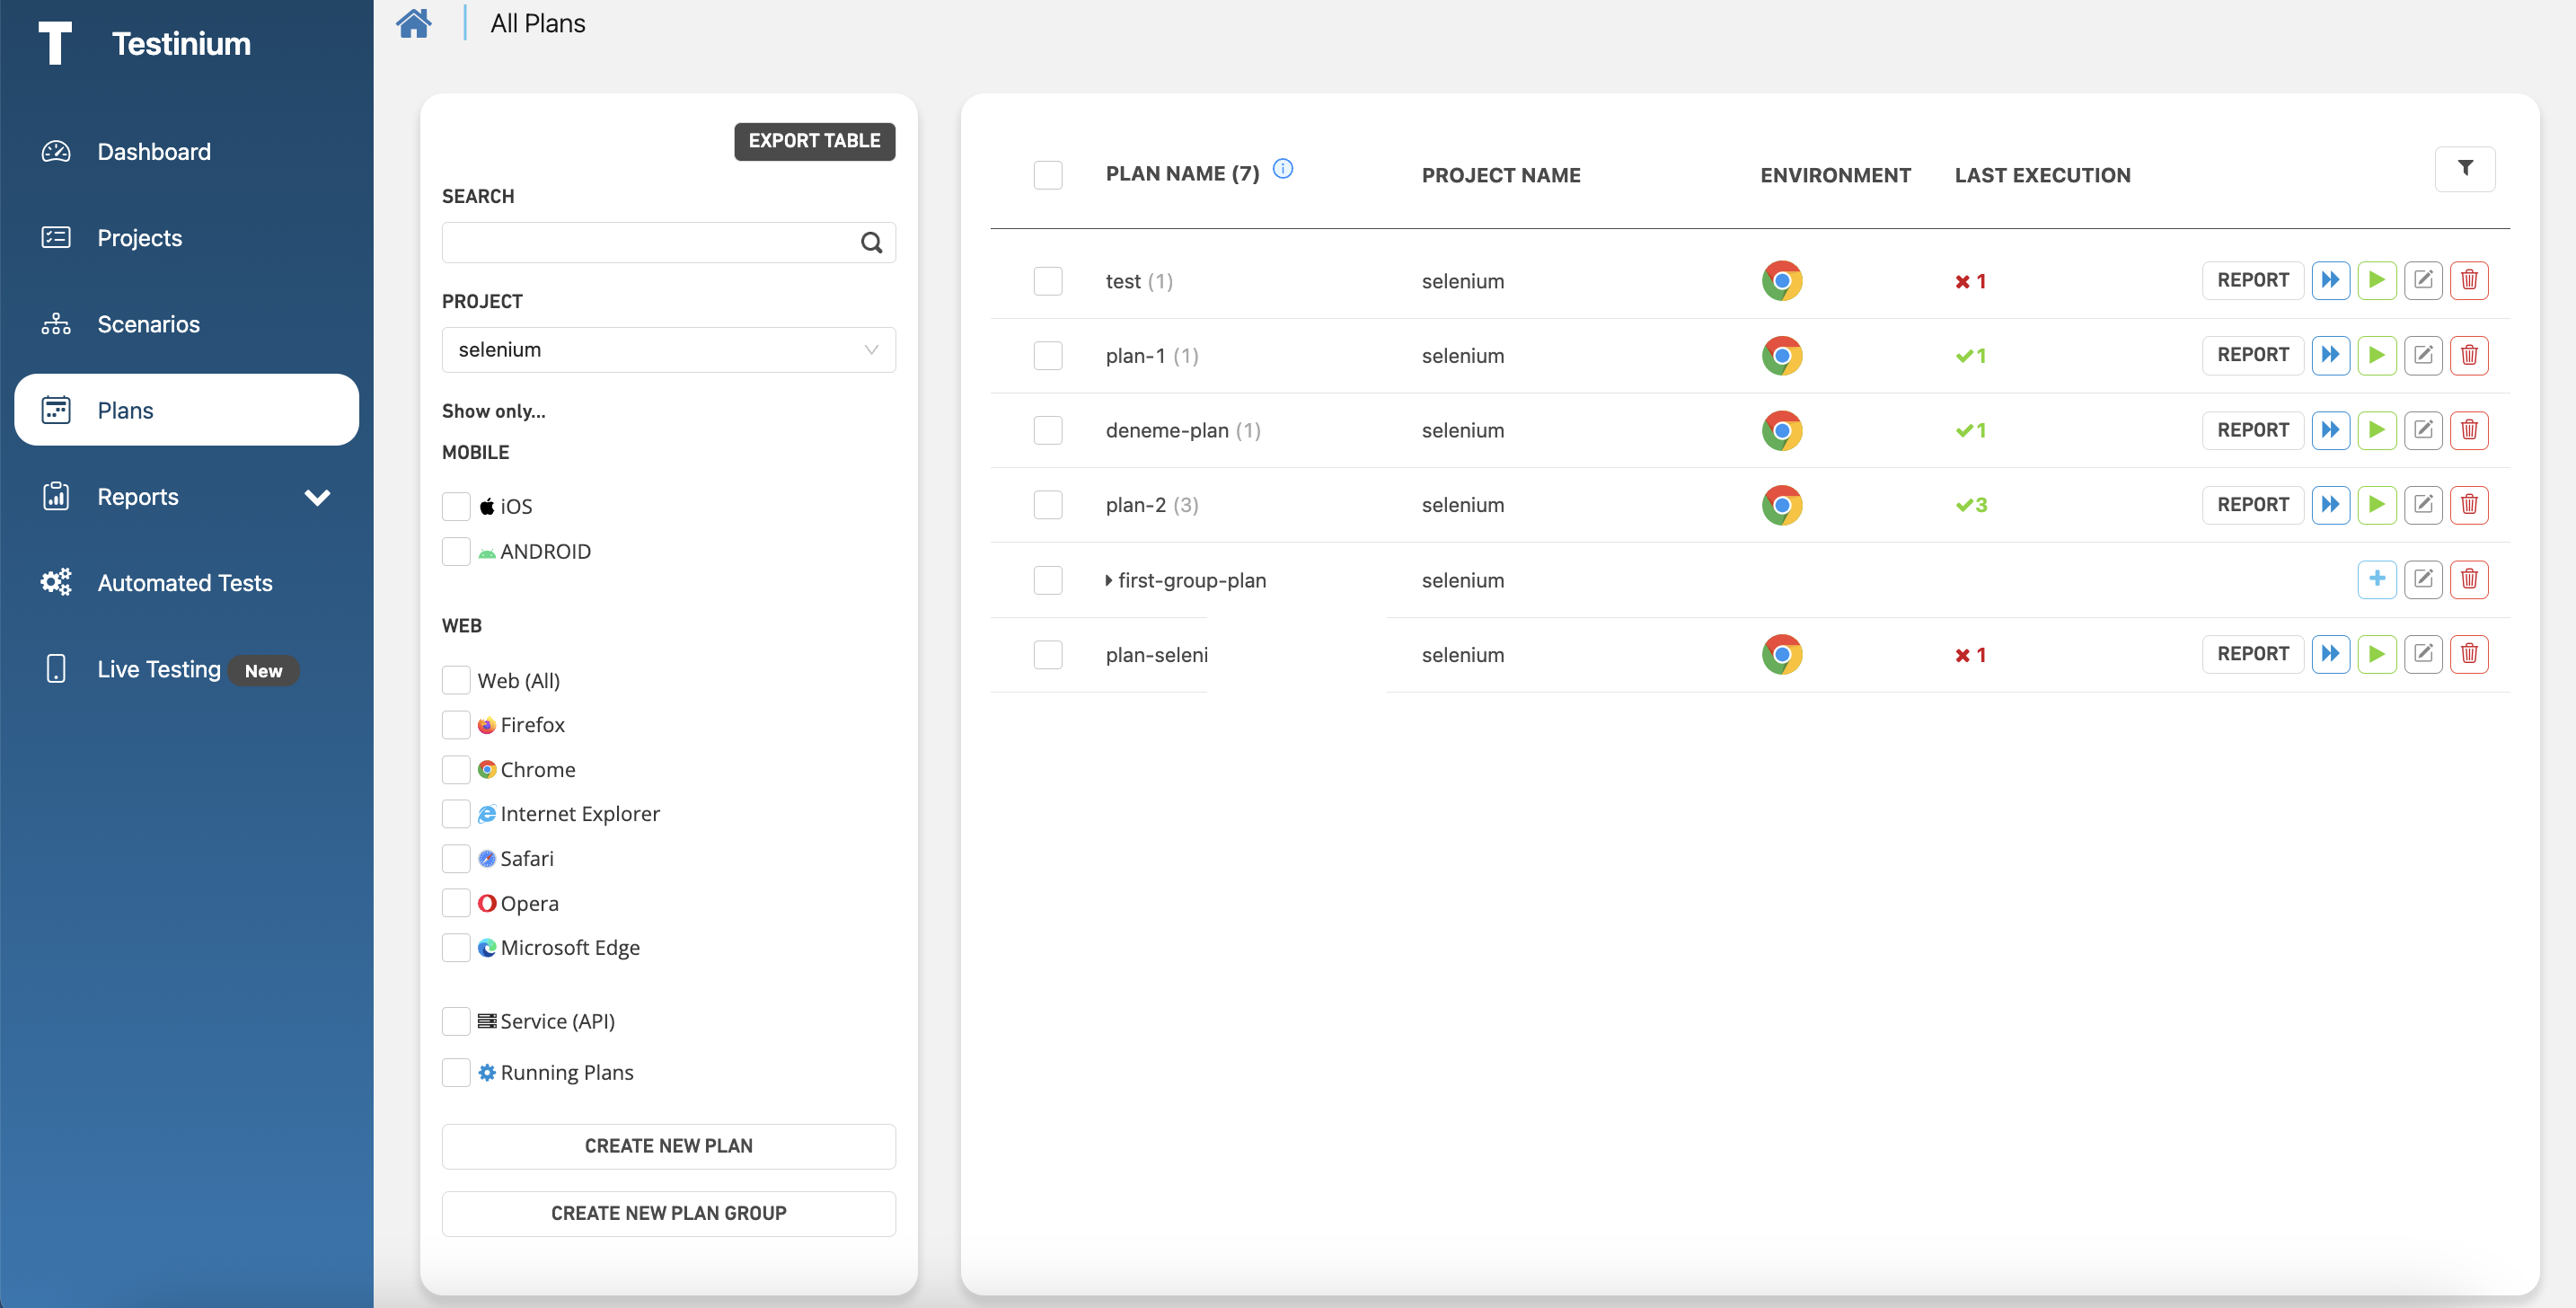 Testinium
Dashboard
Projects
Scenarios
Plans
Reports
Automated Tests
Live Testing New
All Plans
EXPORT TABLE
SEARCH
PROJECT
selenium
Show only...
MOBILE
iOS
ANDROID
WEB
Web (All)
Firefox
Chrome
Internet Explorer
Safari
Opera
Microsoft Edge
Service (API)
Running Plans
CREATE NEW PLAN
CREATE NEW PLAN GROUP
PLAN NAME (7) PROJECT NAME ENVIRONMENT LAST EXECUTION
test (1) selenium 1 REPORT
plan-1 (1) selenium 1 REPORT
deneme-plan (1) selenium 1 REPORT
plan-2 (3) selenium 3 REPORT
first-group-plan selenium
plan-seleni selenium 1 REPORT